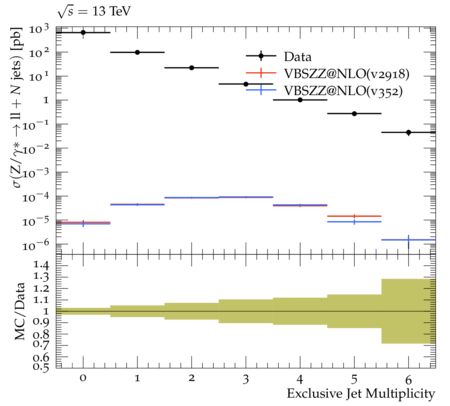 √s = 13 TeV
σ(Z/γ* → ll + N jets) [pb]
10³
10²
10¹
1
10⁻¹
10⁻²
10⁻³
10⁻⁴
10⁻⁵
10⁻⁶
Data
VBSZZ@NLO(v2918)
VBSZZ@NLO(v352)
MC/Data
1.4
1.3
1.2
1.1
1
0.9
0.8
0.7
0.6
0.5
0 1 2 3 4 5 6
Exclusive Jet Multiplicity